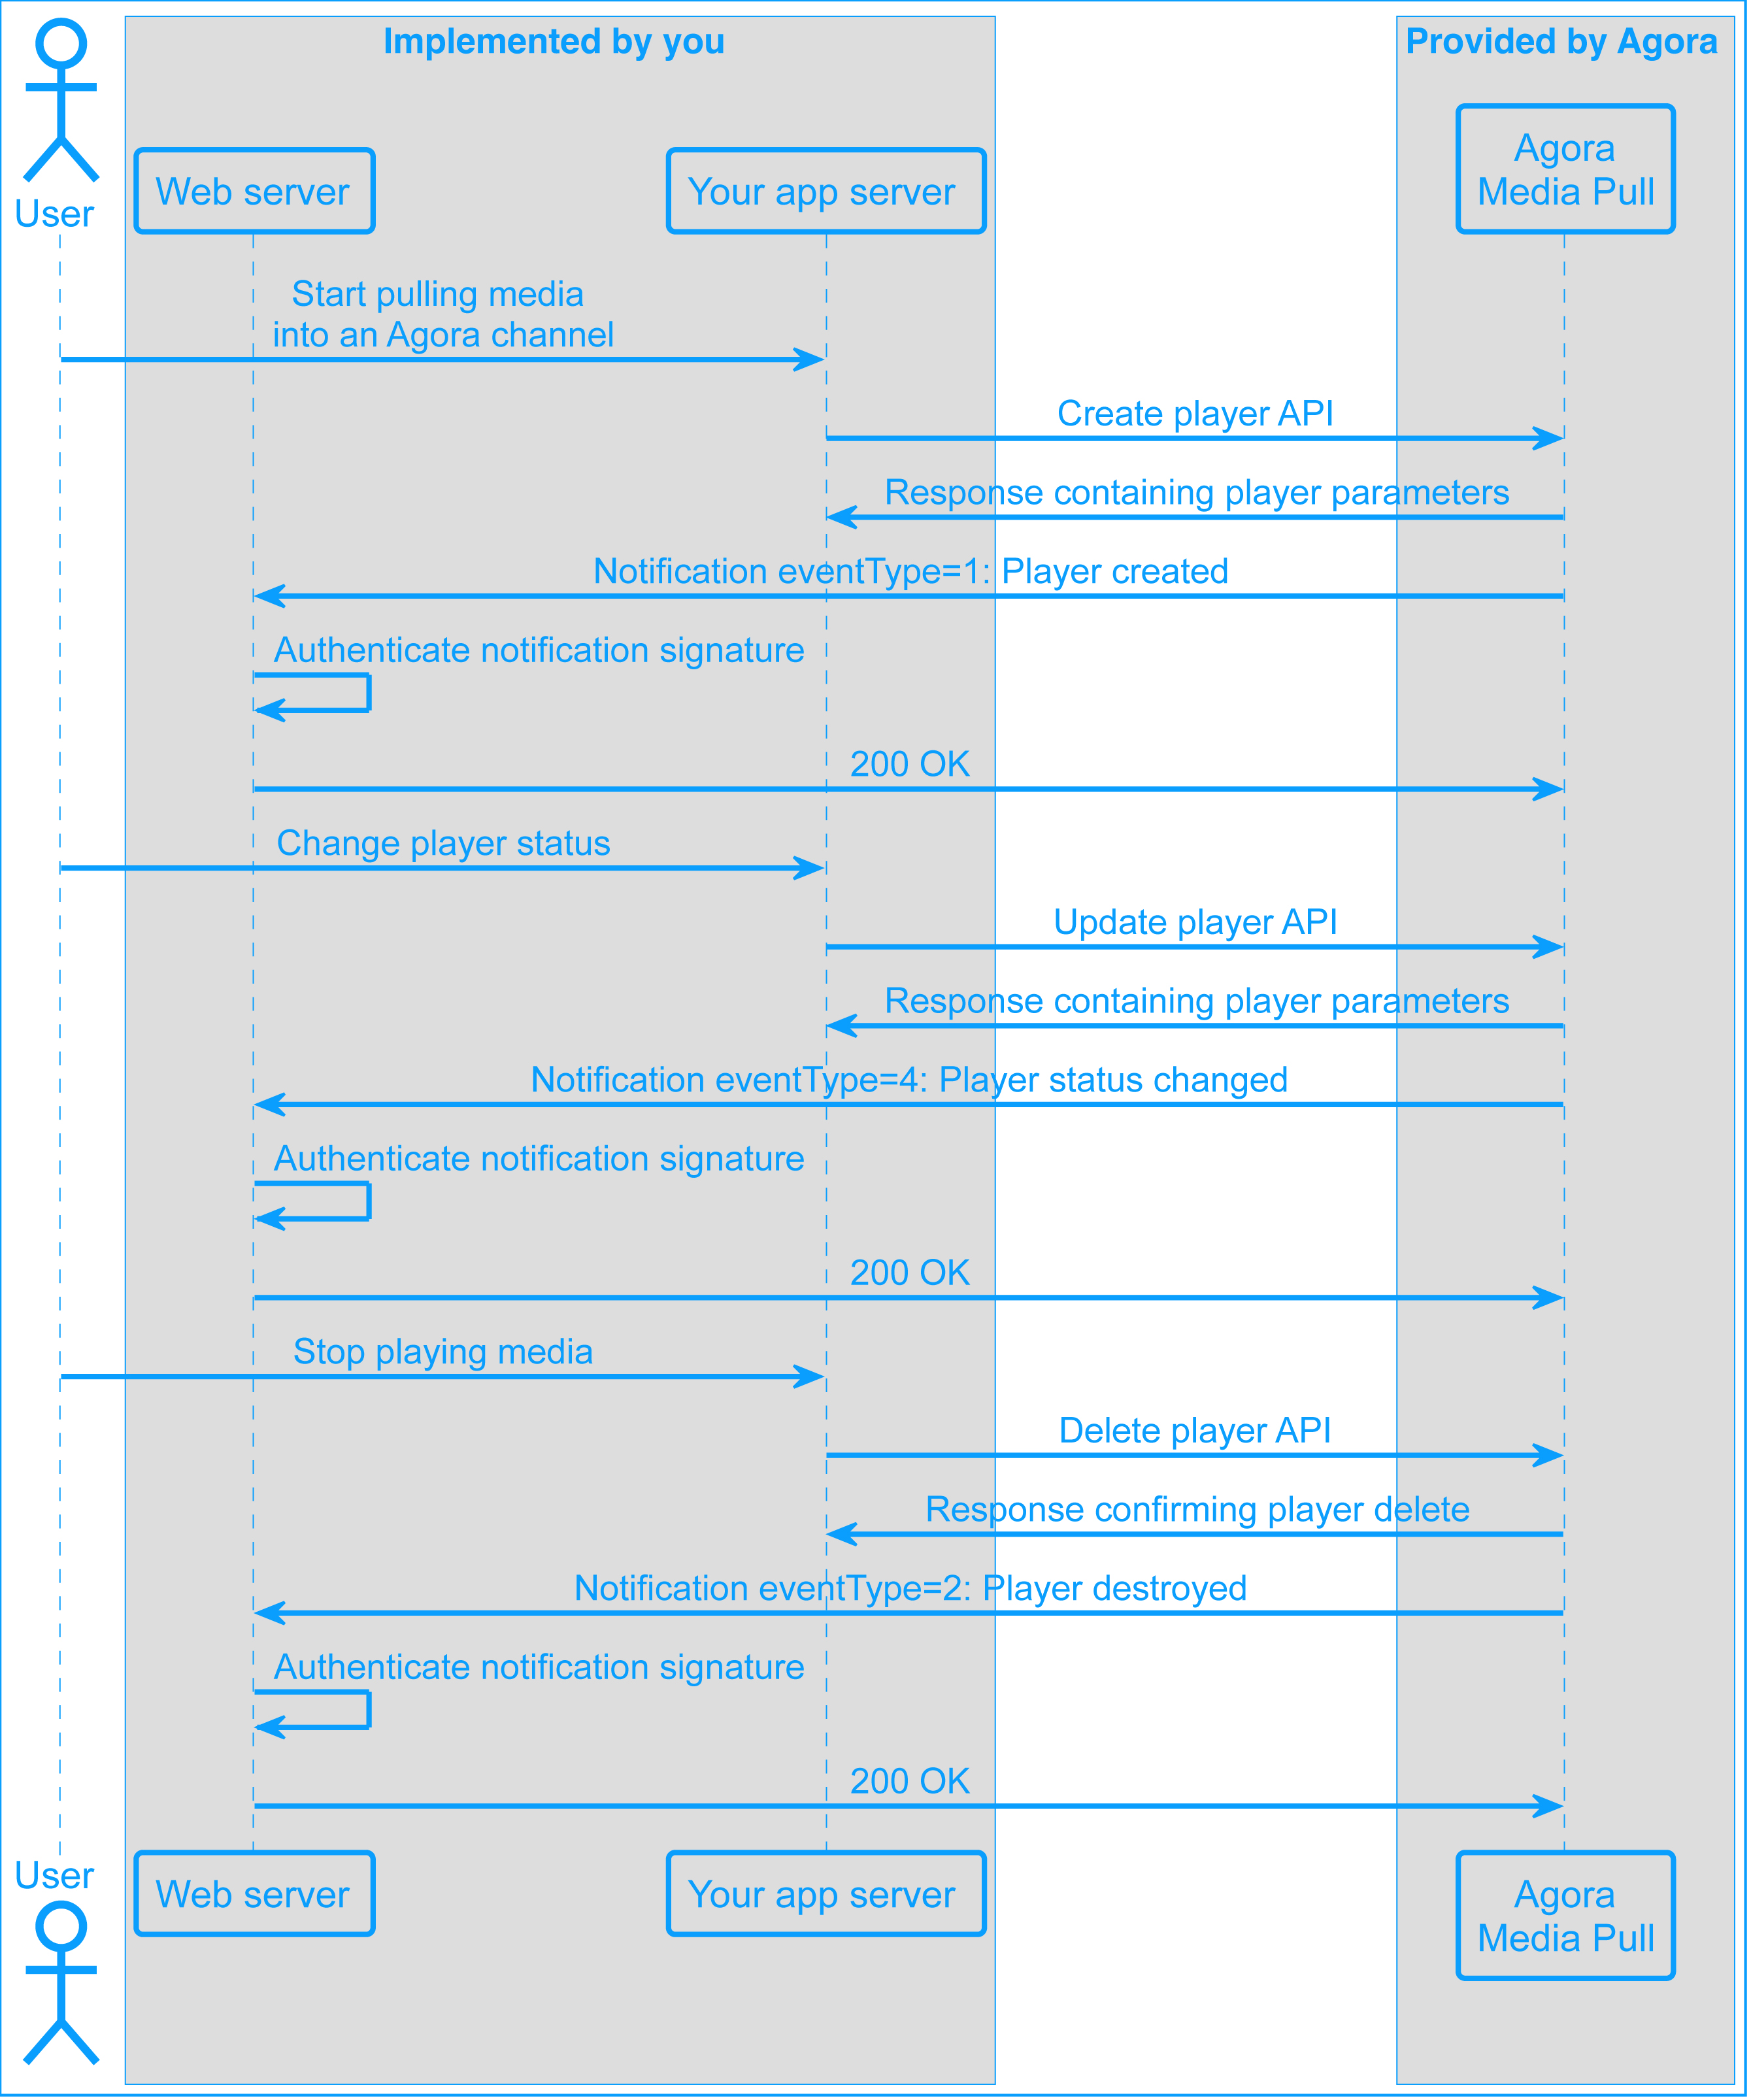 Implemented by you
Provided by Agora
User
Web server
Your app server
Agora
Media Pull
Start pulling media
into an Agora channel
Create player API
Response containing player parameters
Notification eventType=1: Player created
Authenticate notification signature
200 OK
Change player status
Update player API
Response containing player parameters
Notification eventType=4: Player status changed
Authenticate notification signature
200 OK
Stop playing media
Delete player API
Response confirming player delete
Notification eventType=2: Player destroyed
Authenticate notification signature
200 OK
User
Web server
Your app server
Agora
Media Pull